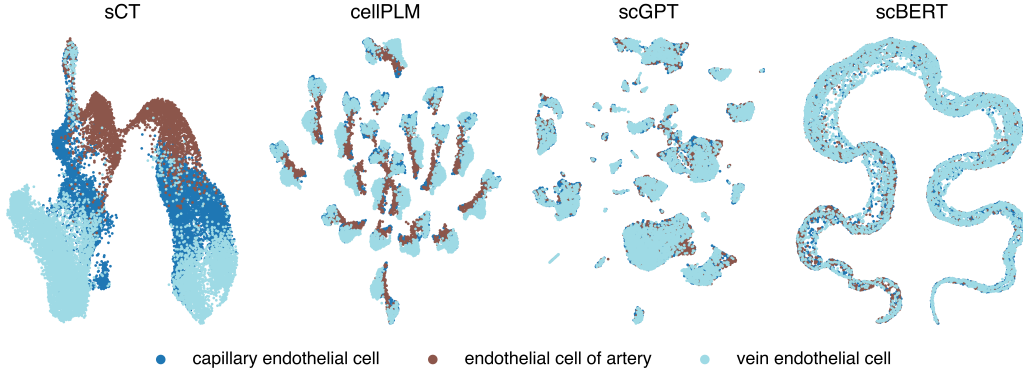 sCT cellPLM scGPT scBERT
capillary endothelial cell endothelial cell of artery vein endothelial cell